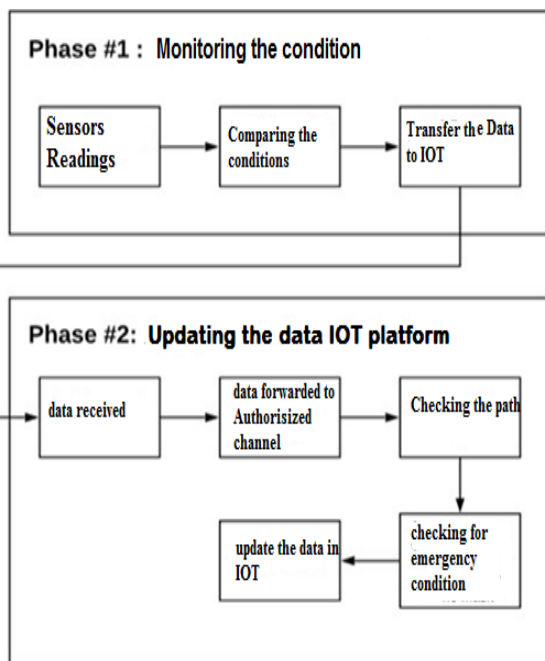 Phase #1 : Monitoring the condition
Sensors
Readings
Comparing the
conditions
Transfer the Data
to IOT
Phase #2: Updating the data IOT platform
data received
data forwarded to
Authorisized
channel
Checking the path
checking for
emergency
condition
update the data in
IOT